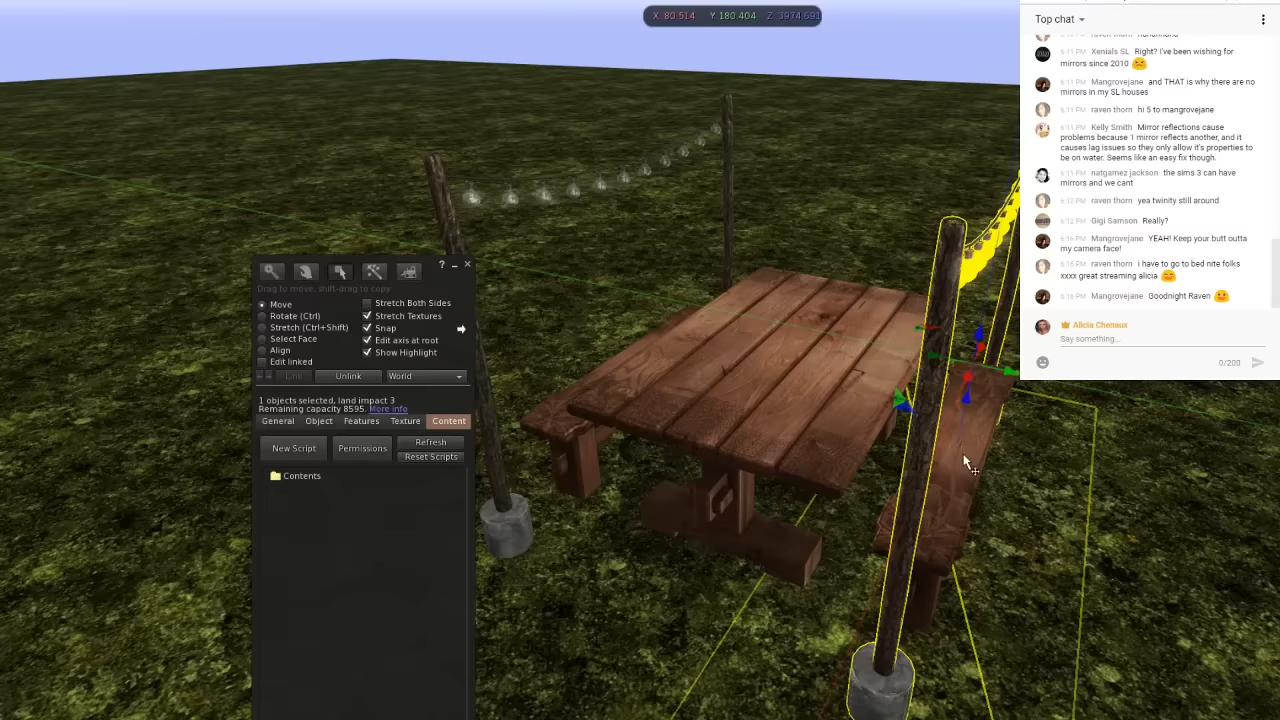 X: 80.514 Y: 180.404 Z: 3974.691
Top chat
6:11 PM Xenials SL Right? I've been wishing for
mirrors since 2010
6:11 PM Mangrovejane and THAT is why there are no
mirrors in my SL houses
6:11 PM raven thorn hi 5 to mangrovejane
6:11 PM Kelly Smith Mirror reflections cause
problems because 1 mirror reflects another, and it
causes lag issues so they only allow it's properties to
be on water. Seems like an easy fix though.
6:11 PM natgamez jackson the sims 3 can have
mirrors and we cant
6:12 PM raven thorn yea twinity still around
6:12 PM Gigi Samson Really?
6:16 PM Mangrovejane YEAH! Keep your butt outta
my camera face!
6:16 PM raven thorn i have to go to bed nite folks
xxxx great streaming alicia
6:16 PM Mangrovejane Goodnight Raven
Alicia Chenaux
Say something...
0/200
? _ ×
Drag to move, shift-drag to copy
Move
Rotate (Ctrl)
Stretch (Ctrl+Shift)
Select Face
Align
Edit linked
Stretch Both Sides
Stretch Textures
Snap
Edit axis at root
Show Highlight
Link Unlink World
1 objects selected, land impact 3
Remaining capacity 8595. More info
General Object Features Texture Content
New Script Permissions Refresh
Reset Scripts
Contents